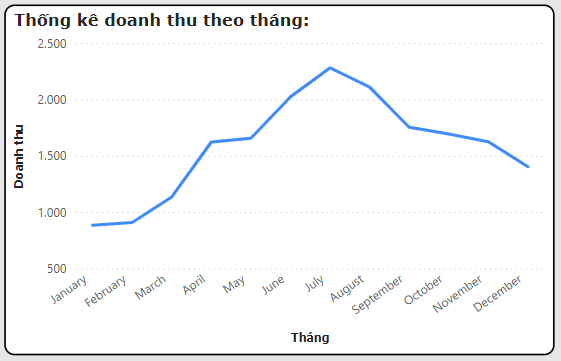 Thống kê doanh thu theo tháng:
2.500
2.000
1.500
1.000
500
Doanh thu
January
February
March
April
May
June
July
August
September
October
November
December
Tháng